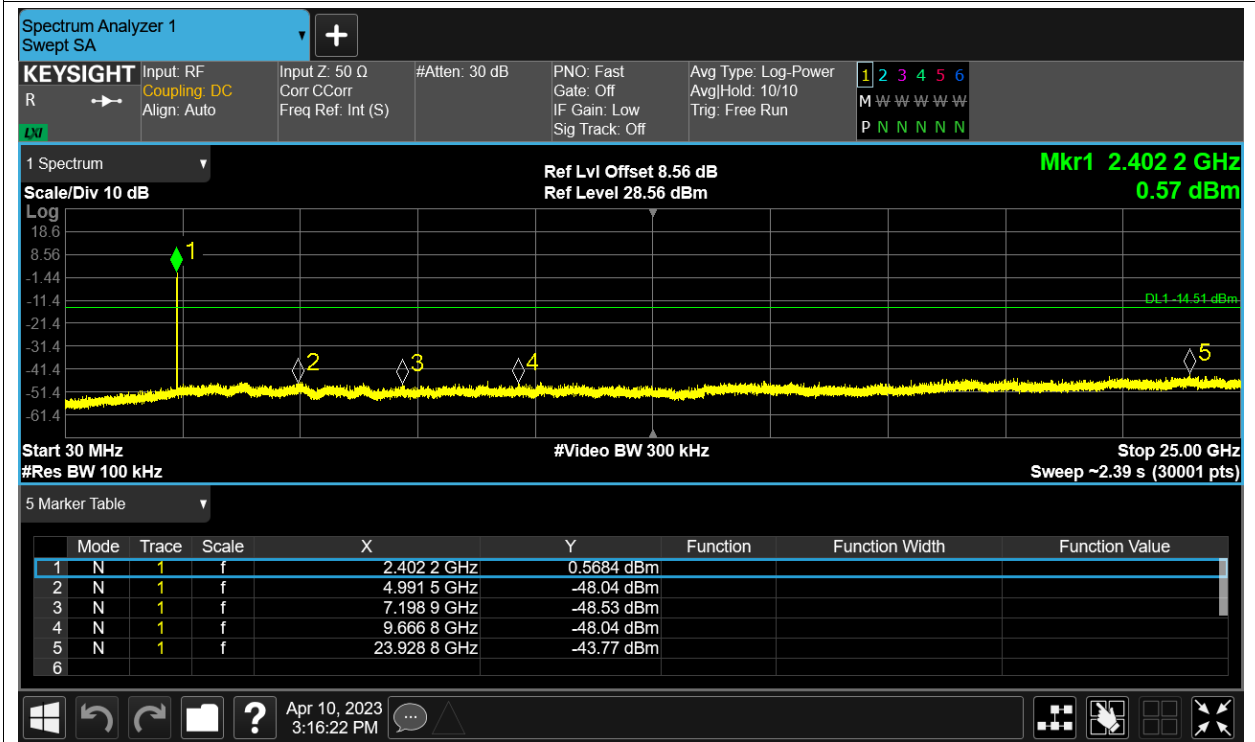 Spectrum Analyzer 1
Swept SA
KEYSIGHT
R
LXI
Input: RF
Coupling: DC
Align: Auto
Input Z: 50 Ω
Corr CCorr
Freq Ref: Int (S)
#Atten: 30 dB
PNO: Fast
Gate: Off
IF Gain: Low
Sig Track: Off
Avg Type: Log-Power
Avg|Hold: 10/10
Trig: Free Run
1 2 3 4 5 6
M W W W W W
P N N N N N
1 Spectrum
Scale/Div 10 dB
Ref Lvl Offset 8.56 dB
Ref Level 28.56 dBm
Mkr1 2.402 2 GHz
0.57 dBm
Log
18.6
8.56
-1.44
-11.4
-21.4
-31.4
-41.4
-51.4
-61.4
1
2
3
4
5
DL1 -14.51 dBm
Start 30 MHz
#Res BW 100 kHz
#Video BW 300 kHz
Stop 25.00 GHz
Sweep ~2.39 s (30001 pts)
5 Marker Table
Mode Trace Scale X Y Function Function Width Function Value
1 N 1 f 2.402 2 GHz 0.5684 dBm
2 N 1 f 4.991 5 GHz -48.04 dBm
3 N 1 f 7.198 9 GHz -48.53 dBm
4 N 1 f 9.666 8 GHz -48.04 dBm
5 N 1 f 23.928 8 GHz -43.77 dBm
6
?
Apr 10, 2023
3:16:22 PM